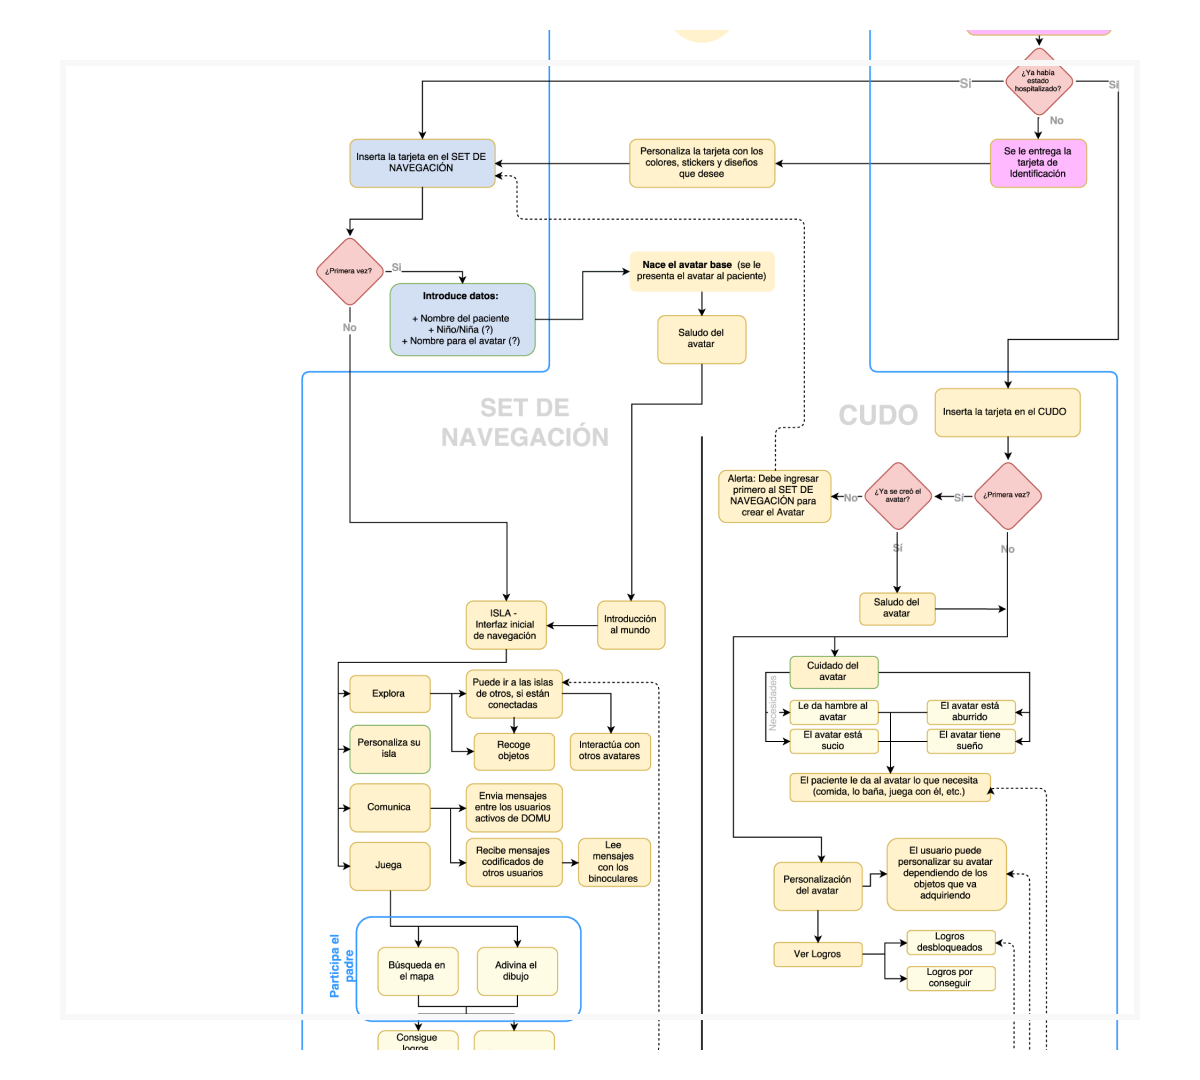 ¿Ya había
estado
hospitalizado?
Si
Sí
No
Inserta la tarjeta en el SET DE
NAVEGACIÓN
Personaliza la tarjeta con los
colores, stickers y diseños
que desee
Se le entrega la
tarjeta de
Identificación
¿Primera vez?
Si
No
Introduce datos:
+ Nombre del paciente
+ Niño/Niña (?)
+ Nombre para el avatar (?)
Nace el avatar base (se le
presenta el avatar al paciente)
Saludo del
avatar
SET DE
NAVEGACIÓN
CUDO
Inserta la tarjeta en el CUDO
Alerta: Debe ingresar
primero al SET DE
NAVEGACIÓN para
crear el Avatar
No
¿Ya se creó el
avatar?
Sí
¿Primera vez?
Sí
No
Saludo del
avatar
ISLA -
Interfaz inicial
de navegación
Introducción
al mundo
Explora
Puede ir a las islas
de otros, si están
conectadas
Recoge
objetos
Interactúa con
otros avatares
Personaliza su
isla
Comunica
Envia mensajes
entre los usuarios
activos de DOMU
Recibe mensajes
codificados de
otros usuarios
Lee
mensajes
con los
binoculares
Juega
Participa el
padre
Búsqueda en
el mapa
Adivina el
dibujo
Consigue
logros
Cuidado del
avatar
Necesidades
Le da hambre al
avatar
El avatar está
aburrido
El avatar está
sucio
El avatar tiene
sueño
El paciente le da al avatar lo que necesita
(comida, lo baña, juega con él, etc.)
Personalización
del avatar
El usuario puede
personalizar su avatar
dependiendo de los
objetos que va
adquiriendo
Ver Logros
Logros
desbloqueados
Logros por
conseguir